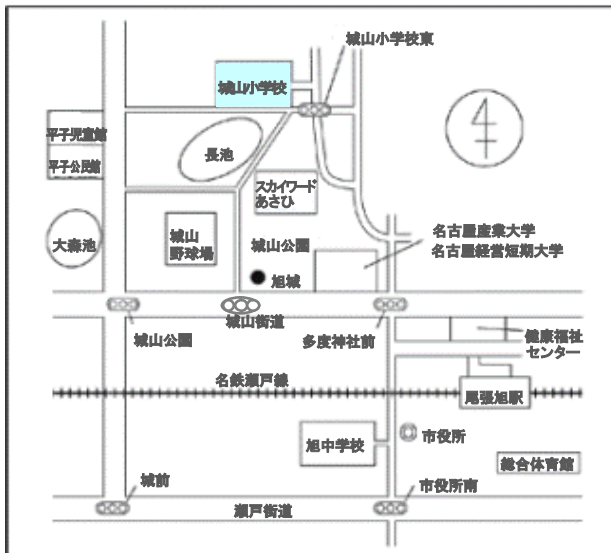 城山小学校東
城山小学校
平子児童館
平子公民館
長池
スカイワード
あさひ
大森池
城山
野球場
城山公園
名古屋産業大学
名古屋経営短期大学
旭城
城山街道
城山公園
多度神社前
健康福祉
センター
名鉄瀬戸線
尾張旭駅
旭中学校
市役所
総合体育館
城前
市役所南
瀬戸街道